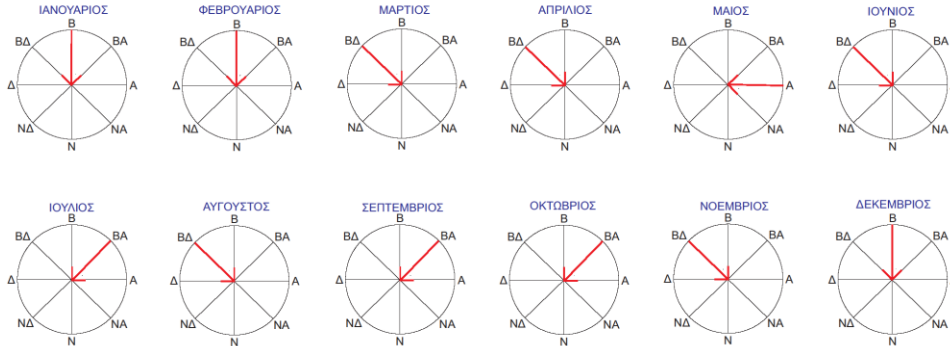 ΙΑΝΟΥΑΡΙΟΣ ΦΕΒΡΟΥΑΡΙΟΣ ΜΑΡΤΙΟΣ ΑΠΡΙΛΙΟΣ ΜΑΙΟΣ ΙΟΥΝΙΟΣ
Β Β Β Β Β Β
ΒΔ ΒΑ ΒΔ ΒΑ ΒΔ ΒΑ ΒΔ ΒΑ ΒΔ ΒΑ ΒΔ ΒΑ
Δ Α Δ Α Δ Α Δ Α Δ Α Δ Α
ΝΔ ΝΑ ΝΔ ΝΑ ΝΔ ΝΑ ΝΔ ΝΑ ΝΔ ΝΑ ΝΔ ΝΑ
Ν Ν Ν Ν Ν Ν
ΙΟΥΛΙΟΣ ΑΥΓΟΥΣΤΟΣ ΣΕΠΤΕΜΒΡΙΟΣ ΟΚΤΩΒΡΙΟΣ ΝΟΕΜΒΡΙΟΣ ΔΕΚΕΜΒΡΙΟΣ
Β Β Β Β Β Β
ΒΔ ΒΑ ΒΔ ΒΑ ΒΔ ΒΑ ΒΔ ΒΑ ΒΔ ΒΑ ΒΔ ΒΑ
Δ Α Δ Α Δ Α Δ Α Δ Α Δ Α
ΝΔ ΝΑ ΝΔ ΝΑ ΝΔ ΝΑ ΝΔ ΝΑ ΝΔ ΝΑ ΝΔ ΝΑ
Ν Ν Ν Ν Ν Ν